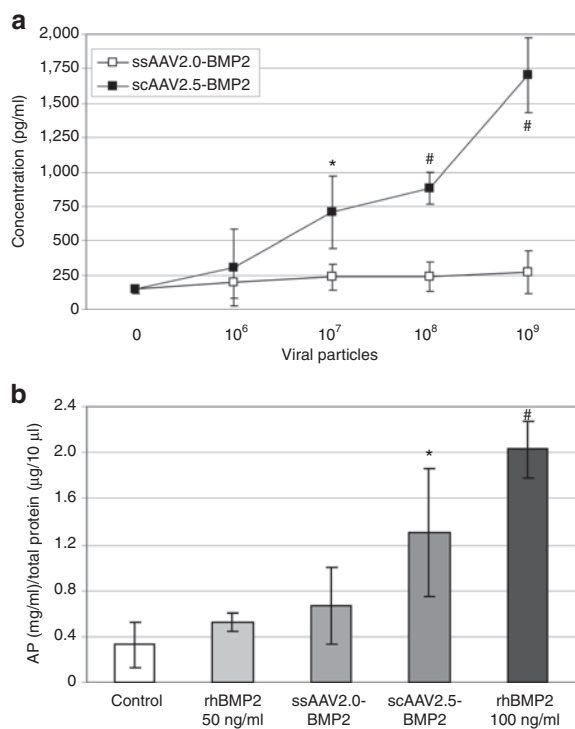 a
2,000
1,750
1,500
1,250
1,000
750
500
250
0
Concentration (pg/ml)
ssAAV2.0-BMP2
scAAV2.5-BMP2
*
#
#
0 10⁶ 10⁷ 10⁸ 10⁹
Viral particles
b
2.4
2.0
1.6
1.2
0.8
0.4
0
AP (mg/ml)/total protein (µg/10 µl)
*
#
Control rhBMP2 ssAAV2.0- scAAV2.5- rhBMP2
50 ng/ml BMP2 BMP2 100 ng/ml